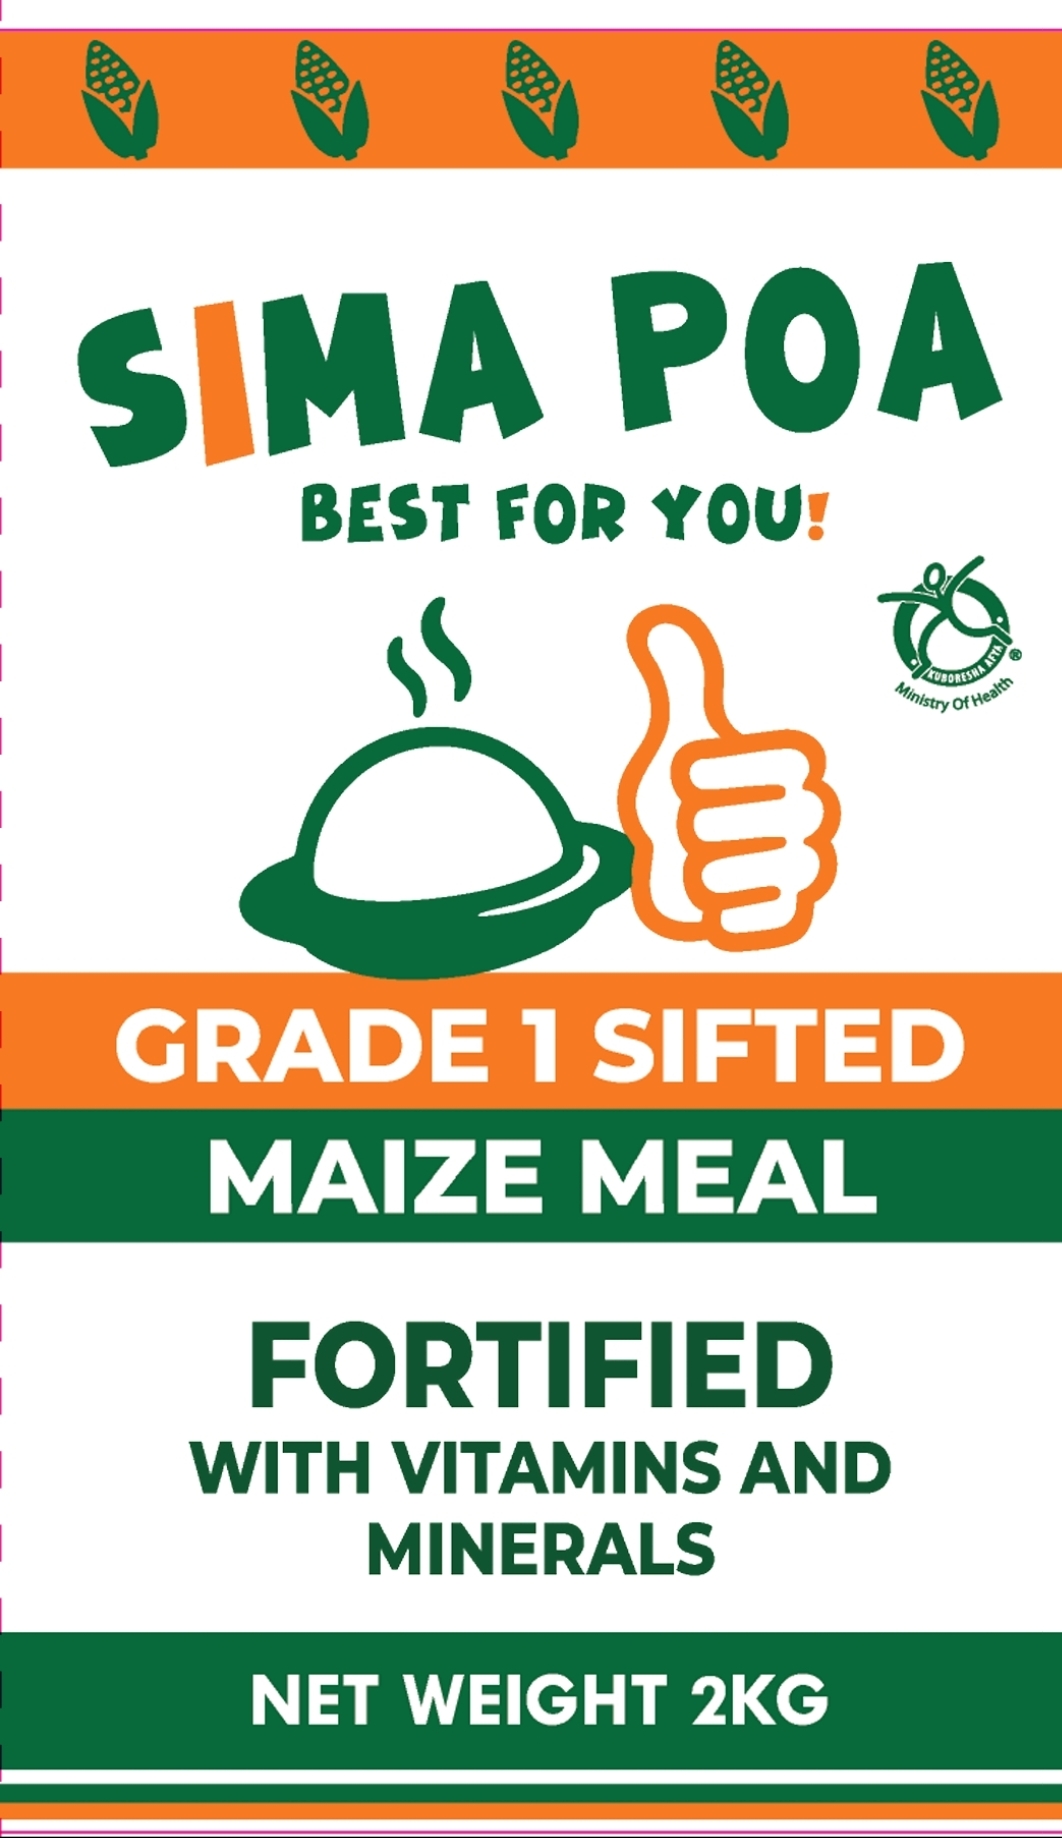 SIMA POA
BEST FOR YOU!
KUBORESHA AFYA
®
Ministry Of Health
GRADE 1 SIFTED
MAIZE MEAL
FORTIFIED
WITH VITAMINS AND
MINERALS
NET WEIGHT 2KG